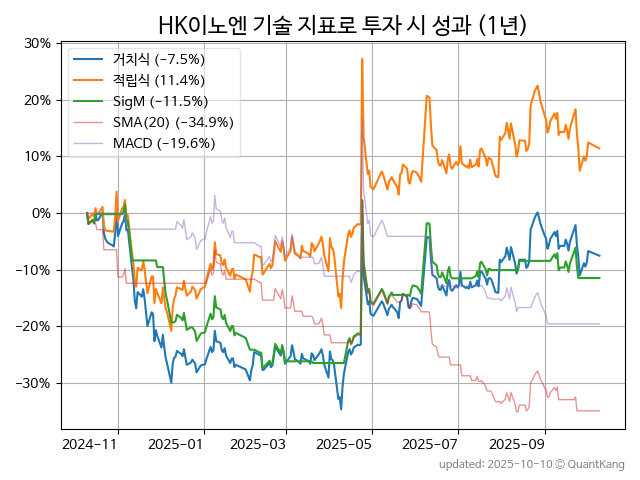 HK이노엔 기술 지표로 투자 시 성과 (1년)
30%
20%
10%
0%
−10%
−20%
−30%
거치식 (−7.5%)
적립식 (11.4%)
SigM (−11.5%)
SMA(20) (−34.9%)
MACD (−19.6%)
2024−11
2025−01
2025−03
2025−05
2025−07
2025−09
updated: 2025-10-10 © QuantKang